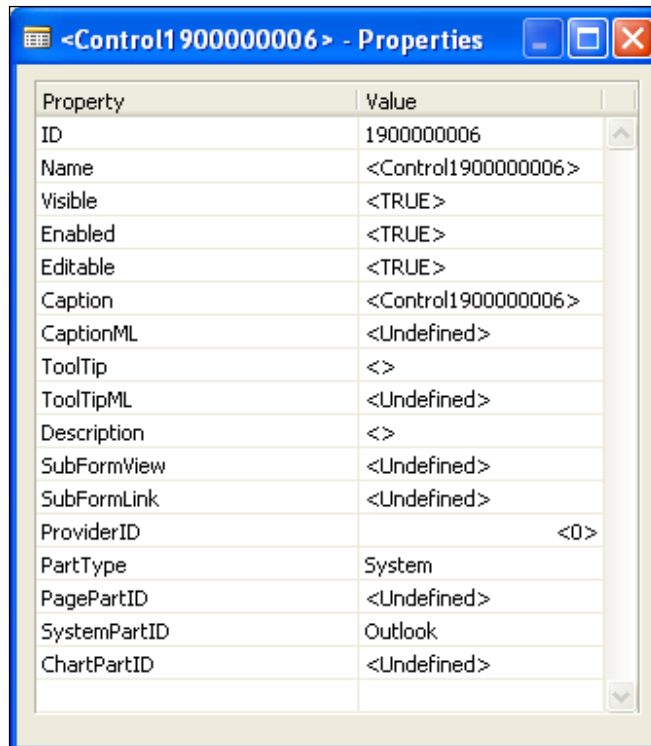 <Control1900000006> - Properties
Property Value
ID 1900000006
Name <Control1900000006>
Visible <TRUE>
Enabled <TRUE>
Editable <TRUE>
Caption <Control1900000006>
CaptionML <Undefined>
ToolTip <>
ToolTipML <Undefined>
Description <>
SubFormView <Undefined>
SubFormLink <Undefined>
ProviderID <0>
PartType System
PagePartID <Undefined>
SystemPartID Outlook
ChartPartID <Undefined>